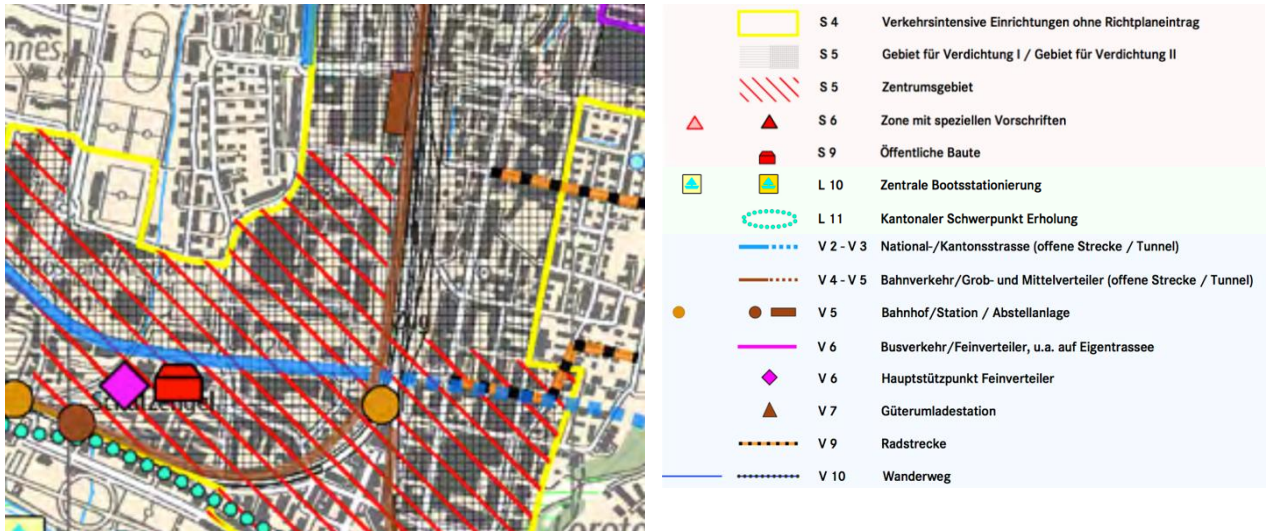 nnes
Zug
Schutzengel
S 4 Verkehrsintensive Einrichtungen ohne Richtplaneintrag
S 5 Gebiet für Verdichtung I / Gebiet für Verdichtung II
S 5 Zentrumsgebiet
S 6 Zone mit speziellen Vorschriften
S 9 Öffentliche Baute
L 10 Zentrale Bootsstationierung
L 11 Kantonaler Schwerpunkt Erholung
V 2 - V 3 National-/Kantonsstrasse (offene Strecke / Tunnel)
V 4 - V 5 Bahnverkehr/Grob- und Mittelverteiler (offene Strecke / Tunnel)
V 5 Bahnhof/Station / Abstellanlage
V 6 Busverkehr/Feinverteiler, u.a. auf Eigentrassee
V 6 Hauptstützpunkt Feinverteiler
V 7 Güterumladestation
V 9 Radstrecke
V 10 Wanderweg